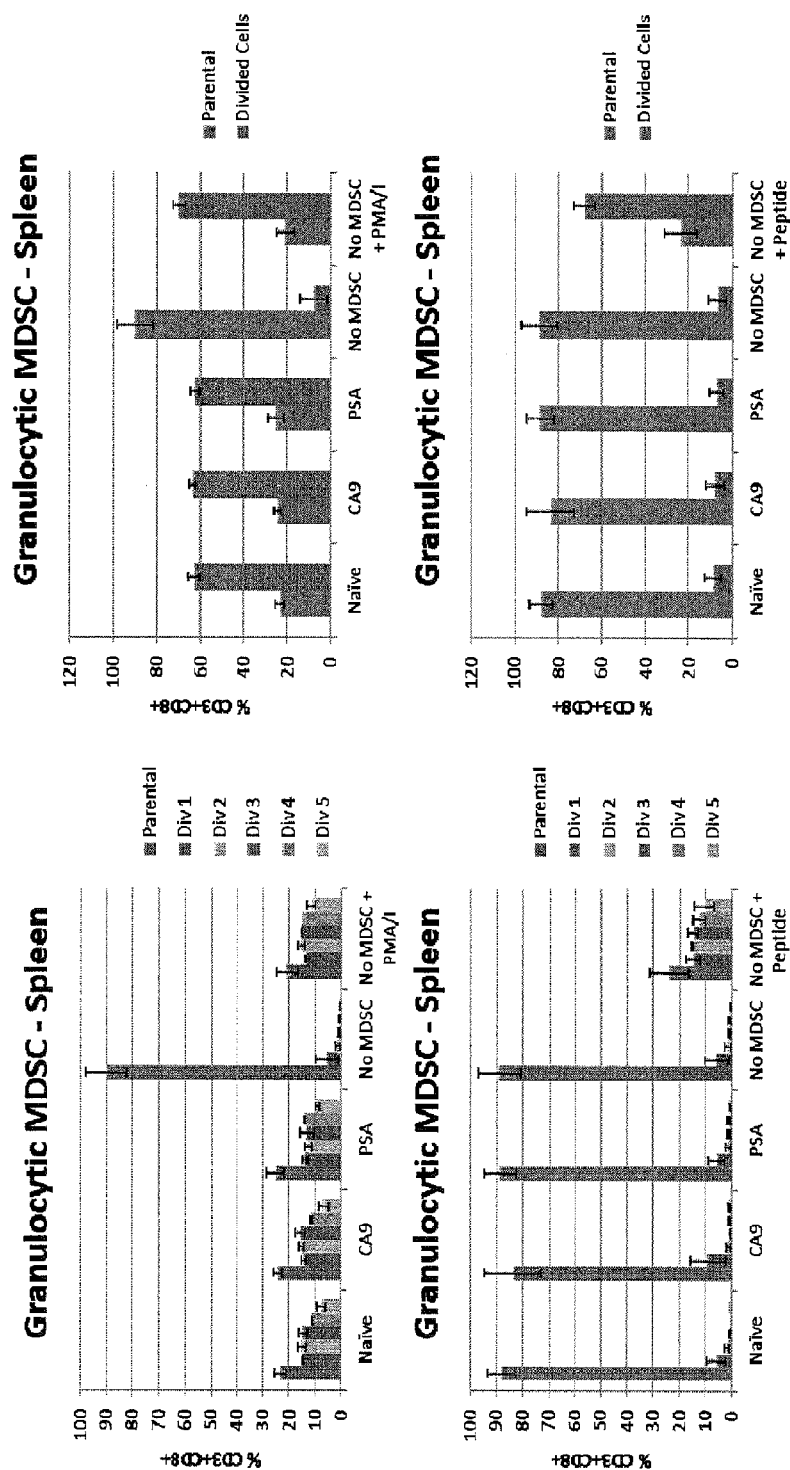 Granulocytic MDSC - Spleen
% CD3+CD8+
100
90
80
70
60
50
40
30
20
10
0
Naïve
CA9
PSA
No MDSC
No MDSC +
PMA/I
Parental
Div 1
Div 2
Div 3
Div 4
Div 5
Granulocytic MDSC - Spleen
% CD3+CD8+
120
100
80
60
40
20
0
Naïve
CA9
PSA
No MDSC
No MDSC
+ PMA/I
Parental
Divided Cells
Granulocytic MDSC - Spleen
% CD3+CD8+
100
90
80
70
60
50
40
30
20
10
0
Naïve
CA9
PSA
No MDSC
No MDSC +
Peptide
Parental
Div 1
Div 2
Div 3
Div 4
Div 5
Granulocytic MDSC - Spleen
% CD3+CD8+
120
100
80
60
40
20
0
Naïve
CA9
PSA
No MDSC
No MDSC
+ Peptide
Parental
Divided Cells